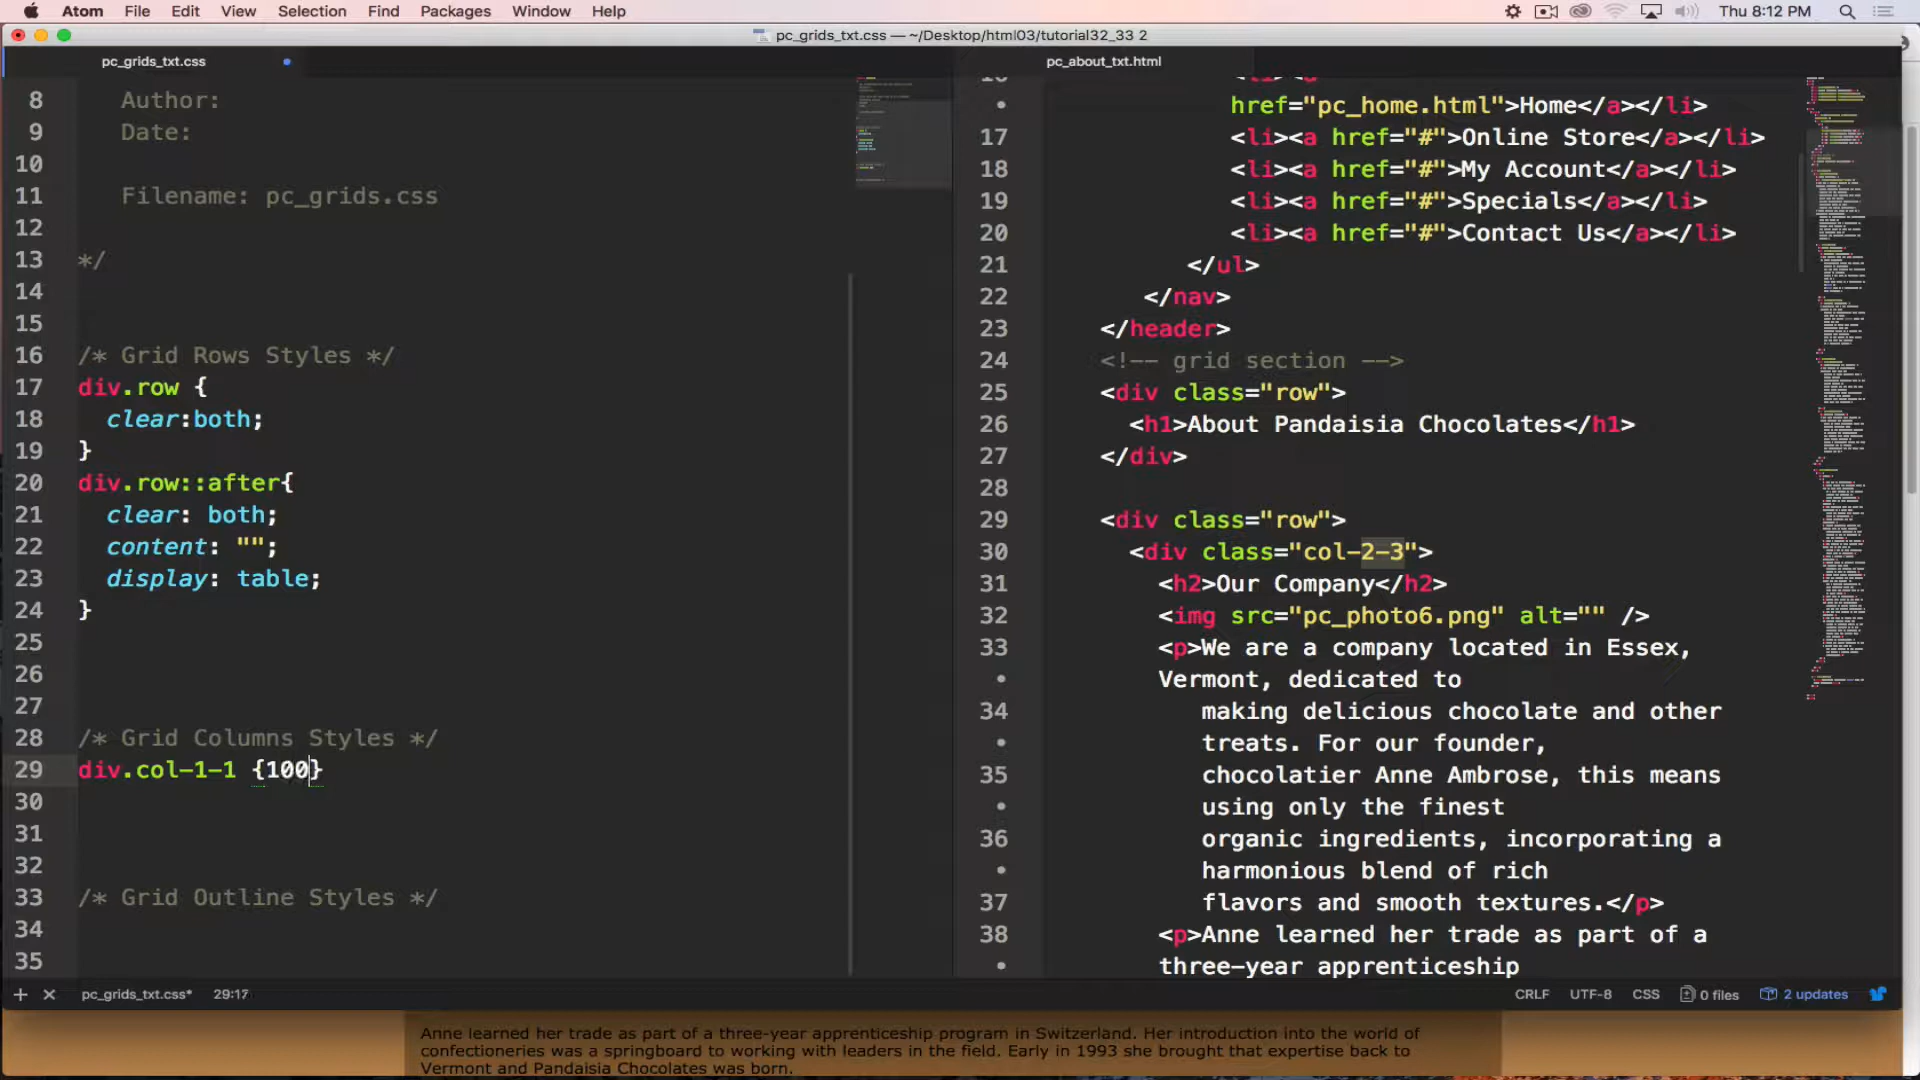 Atom File Edit View Selection Find Packages Window Help Thu 8:12 PM
pc_grids_txt.css — ~/Desktop/html03/tutorial32_33 2
pc_grids_txt.css
8 Author:
9 Date:
10
11 Filename: pc_grids.css
12
13 */
14
15
16 /* Grid Rows Styles */
17 div.row {
18 clear:both;
19 }
20 div.row::after{
21 clear: both;
22 content: "";
23 display: table;
24 }
25
26
27
28 /* Grid Columns Styles */
29 div.col-1-1 {100}
30
31
32
33 /* Grid Outline Styles */
34
35
pc_about_txt.html
16 <li><a
• href="pc_home.html">Home</a></li>
17 <li><a href="#">Online Store</a></li>
18 <li><a href="#">My Account</a></li>
19 <li><a href="#">Specials</a></li>
20 <li><a href="#">Contact Us</a></li>
21 </ul>
22 </nav>
23 </header>
24 <!-- grid section -->
25 <div class="row">
26 <h1>About Pandaisia Chocolates</h1>
27 </div>
28
29 <div class="row">
30 <div class="col-2-3">
31 <h2>Our Company</h2>
32 <img src="pc_photo6.png" alt="" />
33 <p>We are a company located in Essex,
• Vermont, dedicated to
34 making delicious chocolate and other
• treats. For our founder,
35 chocolatier Anne Ambrose, this means
• using only the finest
36 organic ingredients, incorporating a
• harmonious blend of rich
37 flavors and smooth textures.</p>
38 <p>Anne learned her trade as part of a
• three-year apprenticeship
+ × pc_grids_txt.css* 29:17 CRLF UTF-8 CSS 0 files 2 updates
Anne learned her trade as part of a three-year apprenticeship program in Switzerland. Her introduction into the world of
confectioneries was a springboard to working with leaders in the field. Early in 1993 she brought that expertise back to
Vermont and Pandaisia Chocolates was born.